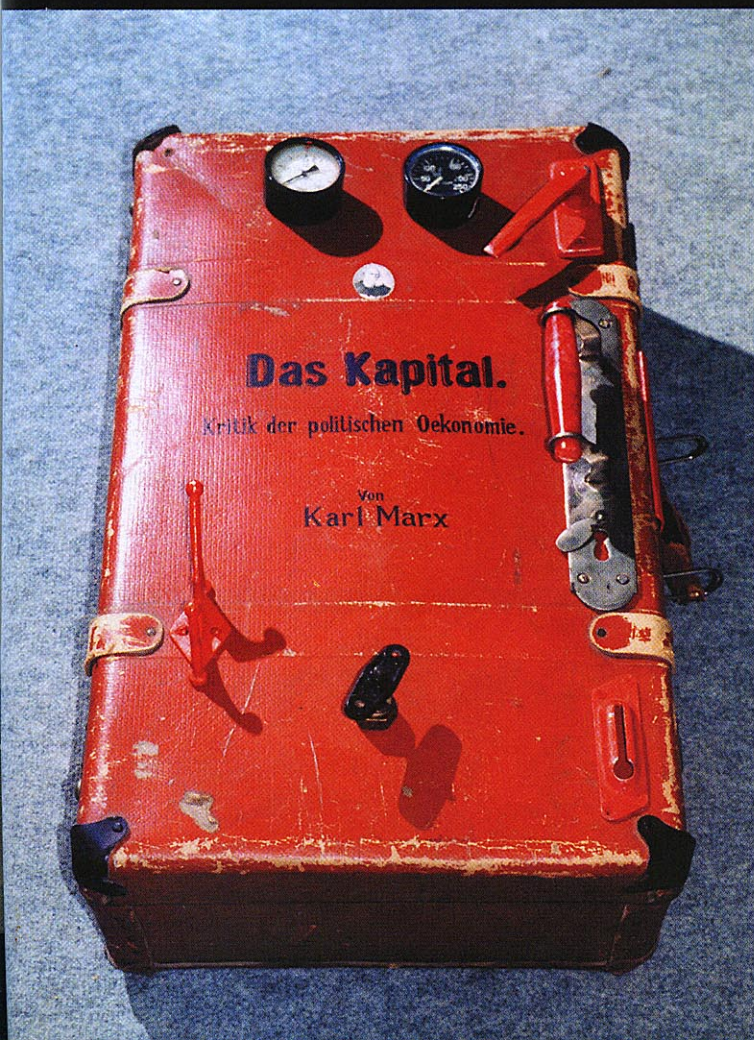 Das Kapital.
Kritik der politischen Oekonomie.
Von
Karl Marx